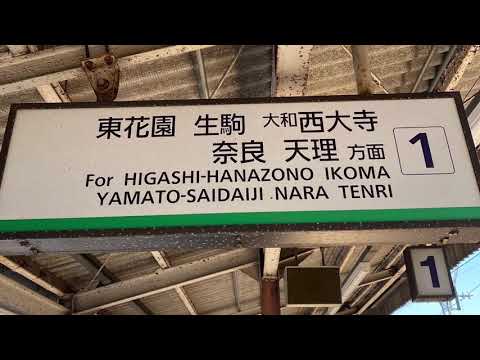 東花園 生駒 大和西大寺
奈良 天理 方面
1
For HIGASHI-HANAZONO IKOMA
YAMATO-SAIDAIJI NARA TENRI
1